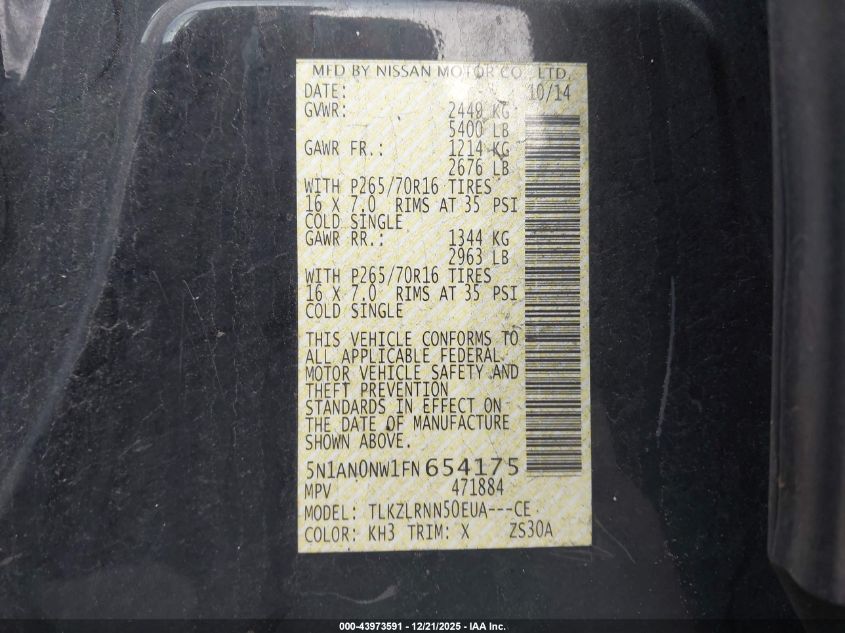 MFD BY NISSAN MOTOR CO., LTD.
DATE: 10/14
GVWR: 2449 KG
5400 LB
GAWR FR.: 1214 KG
2676 LB
WITH P265/70R16 TIRES
16 X 7.0 RIMS AT 35 PSI
COLD SINGLE
GAWR RR.: 1344 KG
2963 LB
WITH P265/70R16 TIRES
16 X 7.0 RIMS AT 35 PSI
COLD SINGLE
THIS VEHICLE CONFORMS TO
ALL APPLICABLE FEDERAL
MOTOR VEHICLE SAFETY AND
THEFT PREVENTION
STANDARDS IN EFFECT ON
THE DATE OF MANUFACTURE
SHOWN ABOVE.
5N1AN0NW1FN654175
MPV 471884
MODEL: TLKZLRNN50EUA---CE
COLOR: KH3 TRIM: X ZS30A
000-43973591 - 12/21/2025 - IAA Inc.